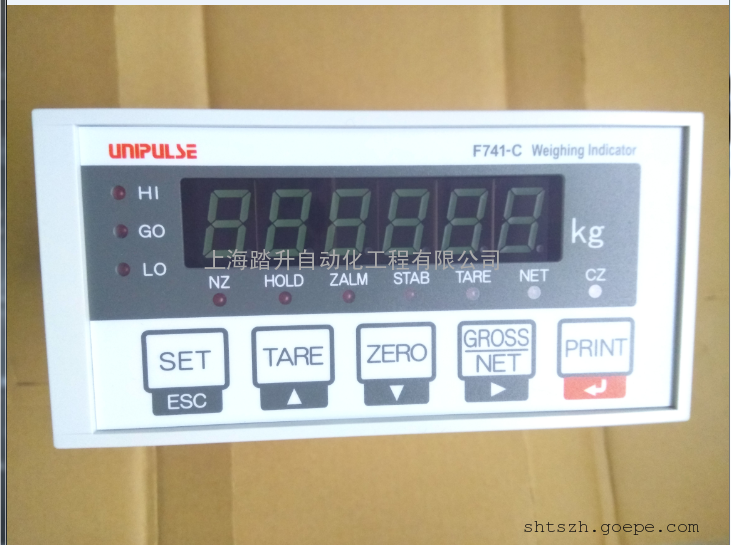 UNIPULSE
F741-C Weighing Indicator
HI
GO
LO
kg
上海踏升自动化工程有限公司
NZ HOLD ZALM STAB TARE NET CZ
SET TARE ZERO GROSS NET PRINT
ESC
shtszh.goepe.com